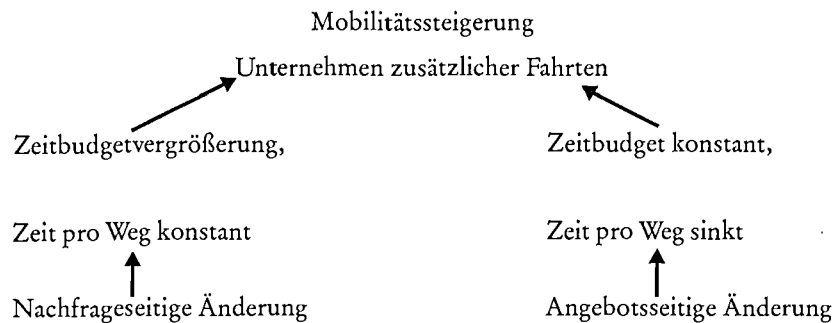 Mobilitätssteigerung
Unternehmen zusätzlicher Fahrten
Zeitbudgetvergrößerung,
Zeitbudget konstant,
Zeit pro Weg konstant
Zeit pro Weg sinkt
Nachfrageseitige Änderung
Angebotsseitige Änderung